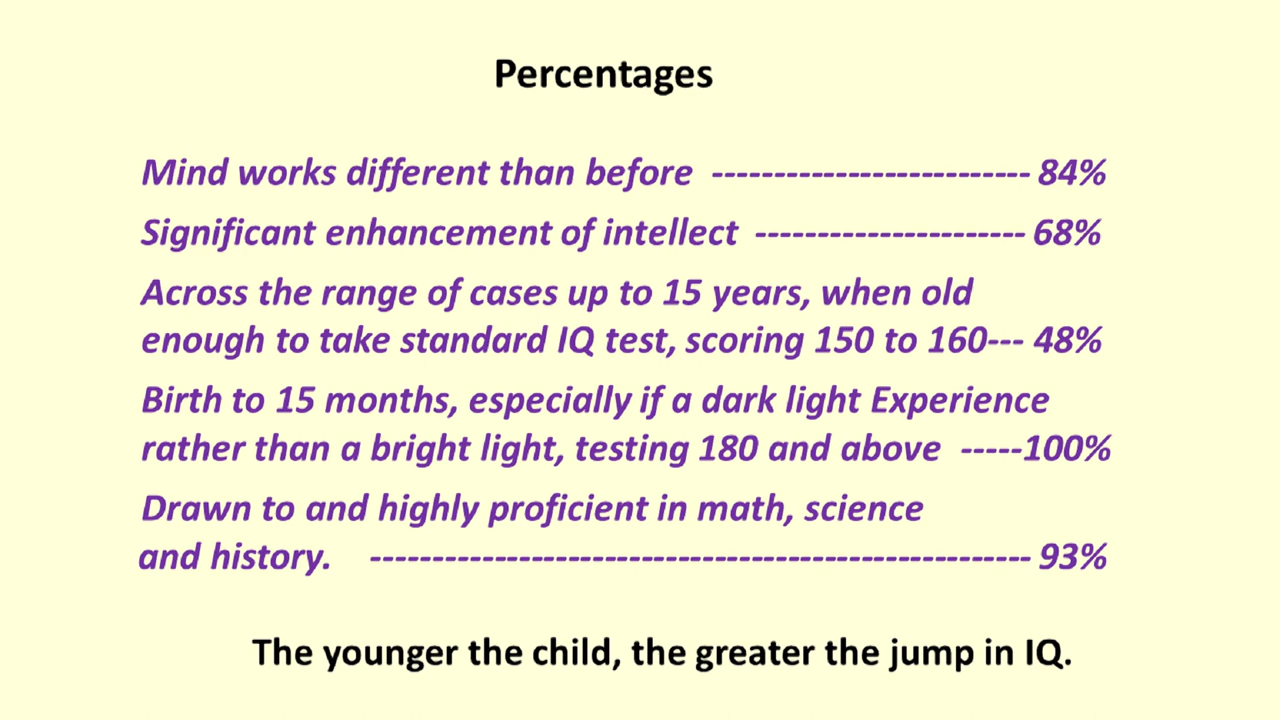 Percentages
Mind works different than before ------------------------- 84%
Significant enhancement of intellect --------------------- 68%
Across the range of cases up to 15 years, when old
enough to take standard IQ test, scoring 150 to 160--- 48%
Birth to 15 months, especially if a dark light Experience
rather than a bright light, testing 180 and above -----100%
Drawn to and highly proficient in math, science
and history. ---------------------------------------------------- 93%
The younger the child, the greater the jump in IQ.